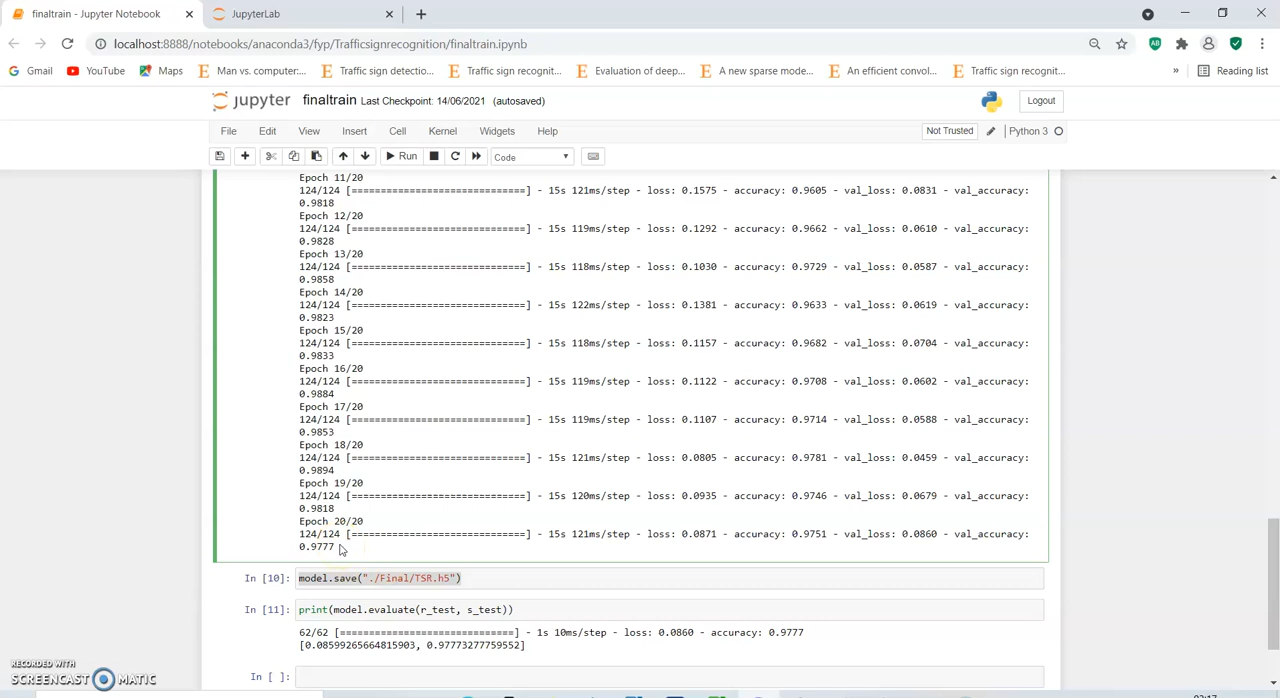 finaltrain - Jupyter Notebook
JupyterLab
localhost:8888/notebooks/anaconda3/fyp/Trafficsignrecognition/finaltrain.ipynb
Gmail YouTube Maps Man vs. computer:... Traffic sign detectio... Traffic sign recognit... Evaluation of deep... A new sparse mode... An efficient convol... Traffic sign recognit... » Reading list
jupyter finaltrain Last Checkpoint: 14/06/2021 (autosaved) Logout
File Edit View Insert Cell Kernel Widgets Help Not Trusted Python 3
Run Code
Epoch 11/20
124/124 [==============================] - 15s 121ms/step - loss: 0.1575 - accuracy: 0.9605 - val_loss: 0.0831 - val_accuracy:
0.9818
Epoch 12/20
124/124 [==============================] - 15s 119ms/step - loss: 0.1292 - accuracy: 0.9662 - val_loss: 0.0610 - val_accuracy:
0.9828
Epoch 13/20
124/124 [==============================] - 15s 118ms/step - loss: 0.1030 - accuracy: 0.9729 - val_loss: 0.0587 - val_accuracy:
0.9858
Epoch 14/20
124/124 [==============================] - 15s 122ms/step - loss: 0.1381 - accuracy: 0.9633 - val_loss: 0.0619 - val_accuracy:
0.9823
Epoch 15/20
124/124 [==============================] - 15s 118ms/step - loss: 0.1157 - accuracy: 0.9682 - val_loss: 0.0704 - val_accuracy:
0.9833
Epoch 16/20
124/124 [==============================] - 15s 119ms/step - loss: 0.1122 - accuracy: 0.9708 - val_loss: 0.0602 - val_accuracy:
0.9884
Epoch 17/20
124/124 [==============================] - 15s 119ms/step - loss: 0.1107 - accuracy: 0.9714 - val_loss: 0.0588 - val_accuracy:
0.9853
Epoch 18/20
124/124 [==============================] - 15s 121ms/step - loss: 0.0805 - accuracy: 0.9781 - val_loss: 0.0459 - val_accuracy:
0.9894
Epoch 19/20
124/124 [==============================] - 15s 120ms/step - loss: 0.0935 - accuracy: 0.9746 - val_loss: 0.0679 - val_accuracy:
0.9818
Epoch 20/20
124/124 [==============================] - 15s 121ms/step - loss: 0.0871 - accuracy: 0.9751 - val_loss: 0.0860 - val_accuracy:
0.9777
In [10]: model.save("./Final/TSR.h5")
In [11]: print(model.evaluate(r_test, s_test))
62/62 [==============================] - 1s 10ms/step - loss: 0.0860 - accuracy: 0.9777
[0.08599265664815903, 0.97773277759552]
In [ ]:
RECORDED WITH
SCREENCAST MATIC